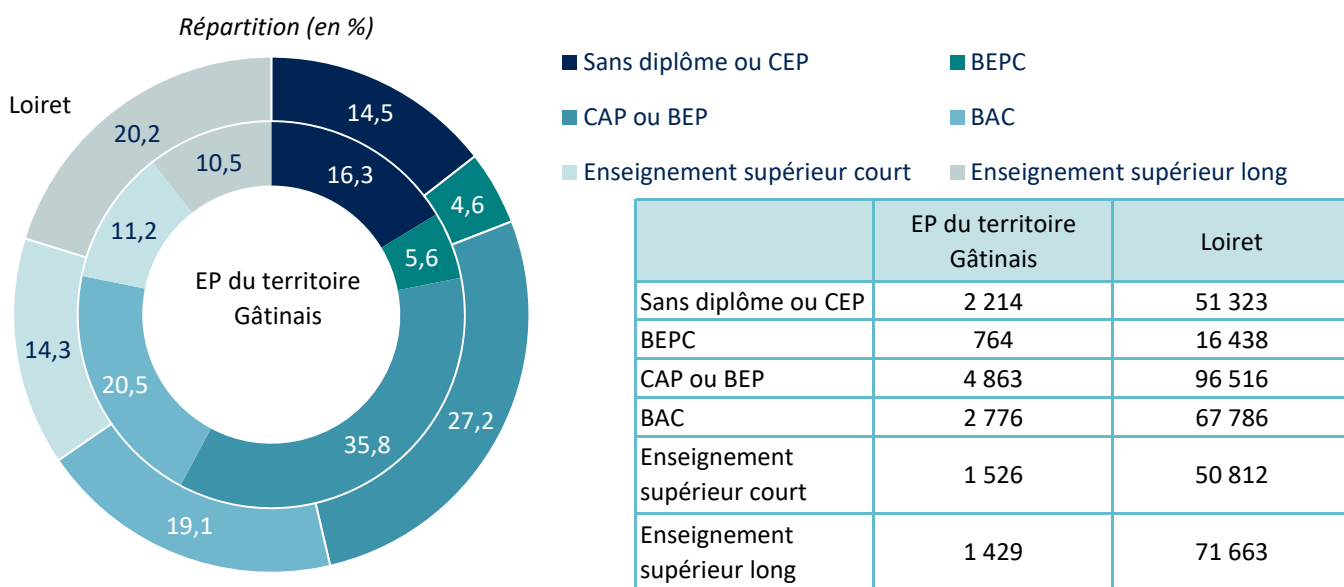 Répartition (en %)
Loiret
14,5
4,6
27,2
19,1
14,3
20,2
16,3
5,6
35,8
20,5
11,2
10,5
EP du territoire
Gâtinais
Sans diplôme ou CEP
BEPC
CAP ou BEP
BAC
Enseignement supérieur court
Enseignement supérieur long
EP du territoire
Gâtinais
Loiret
Sans diplôme ou CEP 2 214 51 323
BEPC 764 16 438
CAP ou BEP 4 863 96 516
BAC 2 776 67 786
Enseignement
supérieur court
1 526 50 812
Enseignement
supérieur long
1 429 71 663